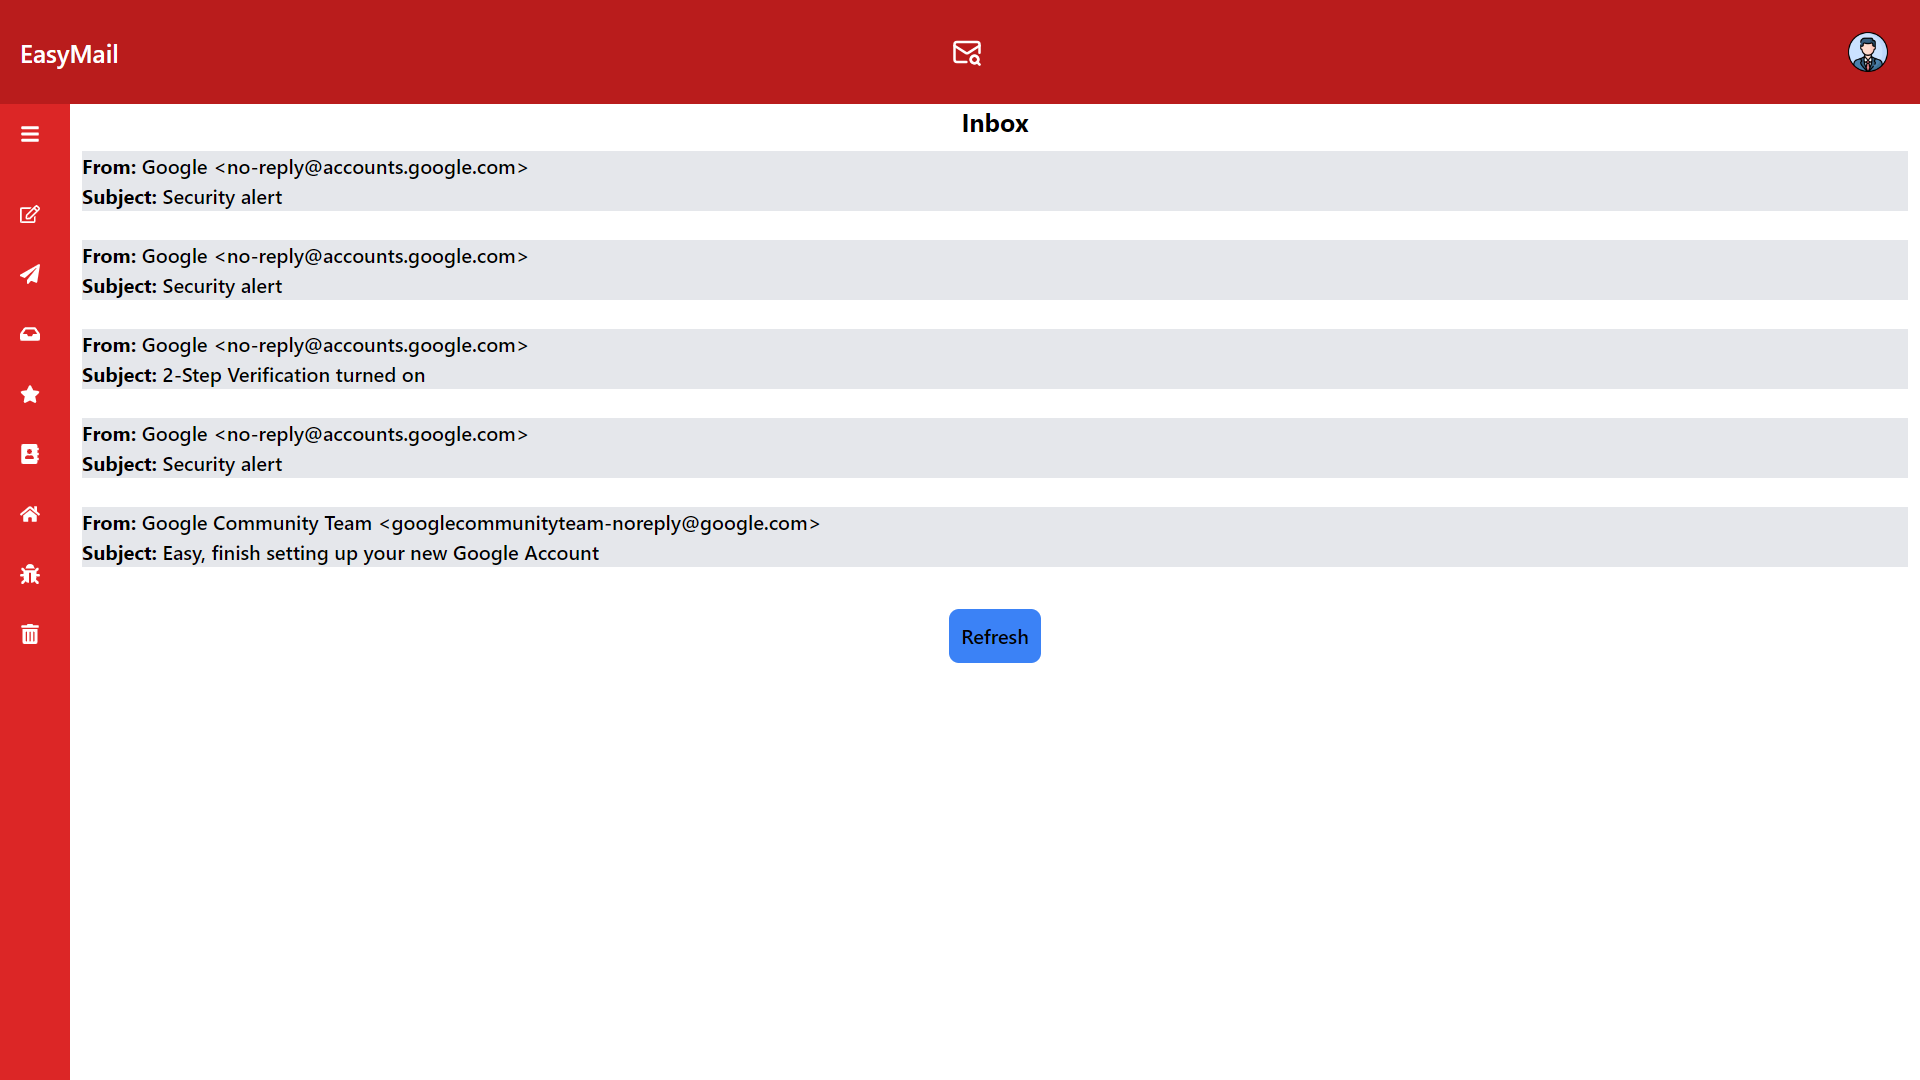 EasyMail
Inbox
From: Google <no-reply@accounts.google.com>
Subject: Security alert
From: Google <no-reply@accounts.google.com>
Subject: Security alert
From: Google <no-reply@accounts.google.com>
Subject: 2-Step Verification turned on
From: Google <no-reply@accounts.google.com>
Subject: Security alert
From: Google Community Team <googlecommunityteam-noreply@google.com>
Subject: Easy, finish setting up your new Google Account
Refresh